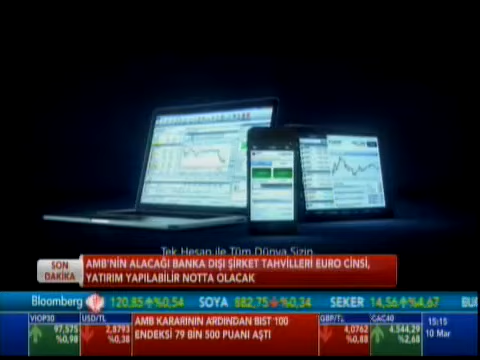 Tek Hesap ile Tüm Dünya Sizin
SON DAKİKA
AMB'NİN ALACAĞI BANKA DIŞI ŞİRKET TAHVİLLERİ EURO CİNSİ,
YATIRIM YAPILABİLİR NOTTA OLACAK
Bloomberg HT 120,85 %0,54 SOYA 882,75 %0,34 ŞEKER 14,56 %4,67
VIOP30 97,575 %0,98
USD/TL 2,8793 %0,38
AMB KARARININ ARDINDAN BIST 100
ENDEKSİ 79 BİN 500 PUANI AŞTI
GBP/TL 4,0762 %0,88
CAC40 4.544,29 %2,68
15:15
10 Mar